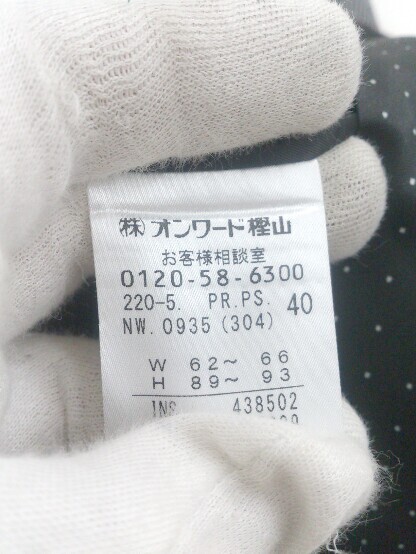 (株)オンワード樫山
お客様相談室
0120-58-6300
220-5. PR.PS. 40
NW. 0935 (304)
W 62〜 66
H 89〜 93
INS 438502